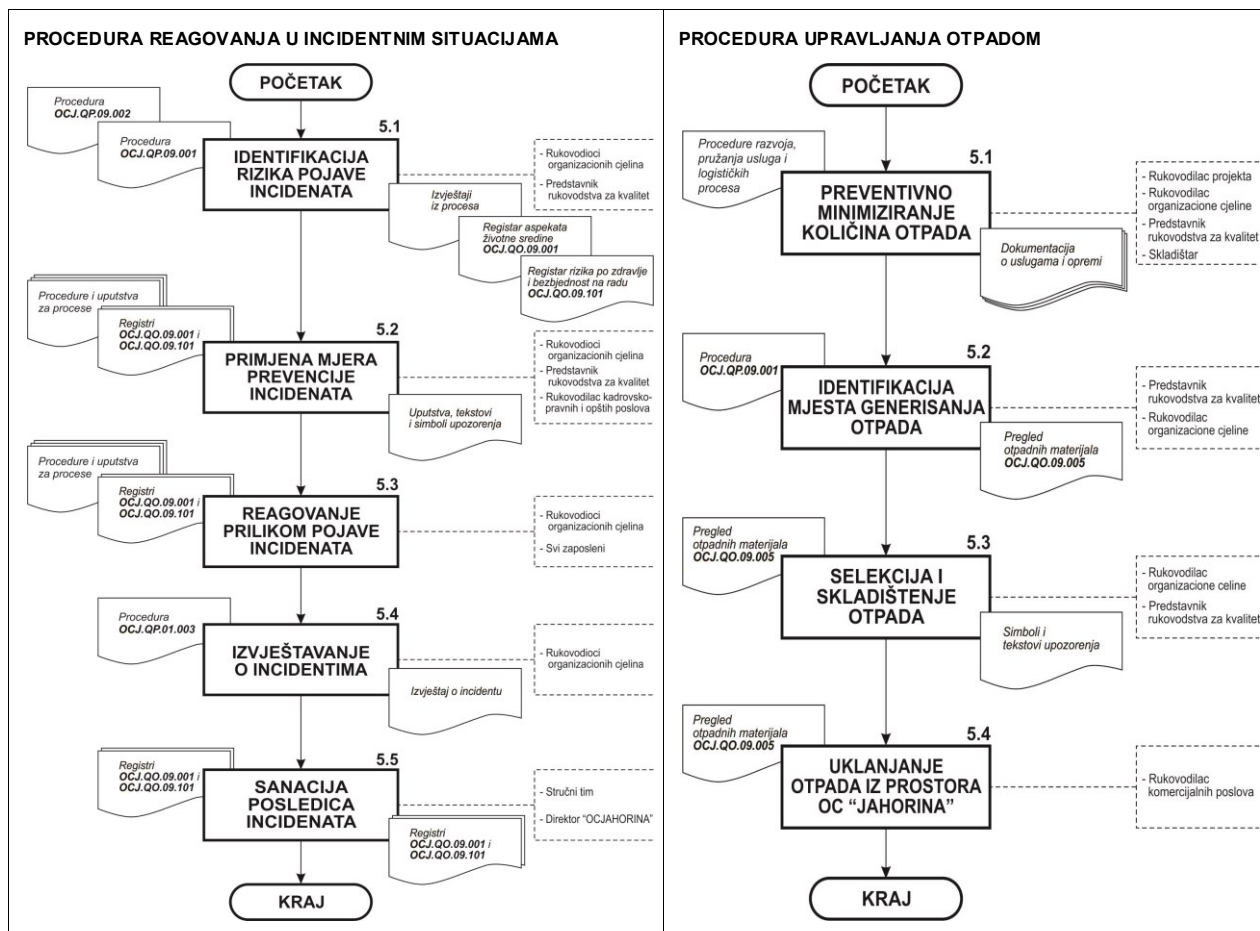 PROCEDURA REAGOVANJA U INCIDENTNIM SITUACIJAMA
POČETAK
Procedura
OCJ.QP.09.002
Procedura
OCJ.QP.09.001
5.1
IDENTIFIKACIJA
RIZIKA POJAVE
INCIDENATA
- Rukovodioci
organizacionih cjelina
- Predstavnik
rukovodstva za kvalitet
Izvještaji
iz procesa
Registar aspekata
životne sredine
OCJ.QO.09.001
Registar rizika po zdravlje
i bezbjednost na radu
OCJ.QO.09.101
Procedure i uputstva
za procese
Registri
OCJ.QO.09.001 i
OCJ.QO.09.101
5.2
PRIMJENA MJERA
PREVENCIJE
INCIDENATA
- Rukovodioci
organizacionih cjelina
- Predstavnik
rukovodstva za kvalitet
- Rukovodilac kadrovsko-
pravnih i opštih poslova
Uputstva, tekstovi
i simboli upozorenja
Procedure i uputstva
za procese
Registri
OCJ.QO.09.001 i
OCJ.QO.09.101
5.3
REAGOVANJE
PRILIKOM POJAVE
INCIDENATA
- Rukovodioci
organizacionih cjelina
- Svi zaposleni
Procedura
OCJ.QP.01.003
5.4
IZVJEŠTAVANJE
O INCIDENTIMA
- Rukovodioci
organizacionih cjelina
Izvještaj o incidentu
Registri
OCJ.QO.09.001 i
OCJ.QO.09.101
5.5
SANACIJA
POSLEDICA
INCIDENATA
- Stručni tim
- Direktor “OCJAHORINA”
Registri
OCJ.QO.09.001 i
OCJ.QO.09.101
KRAJ
PROCEDURA UPRAVLJANJA OTPADOM
POČETAK
Procedure razvoja,
pružanja usluga i
logističkih
procesa
5.1
PREVENTIVNO
MINIMIZIRANJE
KOLIČINA OTPADA
- Rukovodilac projekta
- Rukovodilac
organizacione cjeline
- Predstavnik
rukovodstva za kvalitet
- Skladištar
Dokumentacija
o uslugama i opremi
Procedura
OCJ.QP.09.001
5.2
IDENTIFIKACIJA
MJESTA GENERISANJA
OTPADA
- Predstavnik
rukovodstva za kvalitet
- Rukovodilac
organizacione cjeline
Pregled
otpadnih materijala
OCJ.QO.09.005
Pregled
otpadnih materijala
OCJ.QO.09.005
5.3
SELEKCIJA I
SKLADIŠTENJE
OTPADA
- Rukovodilac
organizacione celine
- Predstavnik
rukovodstva za kvalitet
Simboli i
tekstovi upozorenja
Pregled
otpadnih materijala
OCJ.QO.09.005
5.4
UKLANJANJE
OTPADA IZ PROSTORA
OC “JAHORINA”
- Rukovodilac
komercijalnih poslova
KRAJ